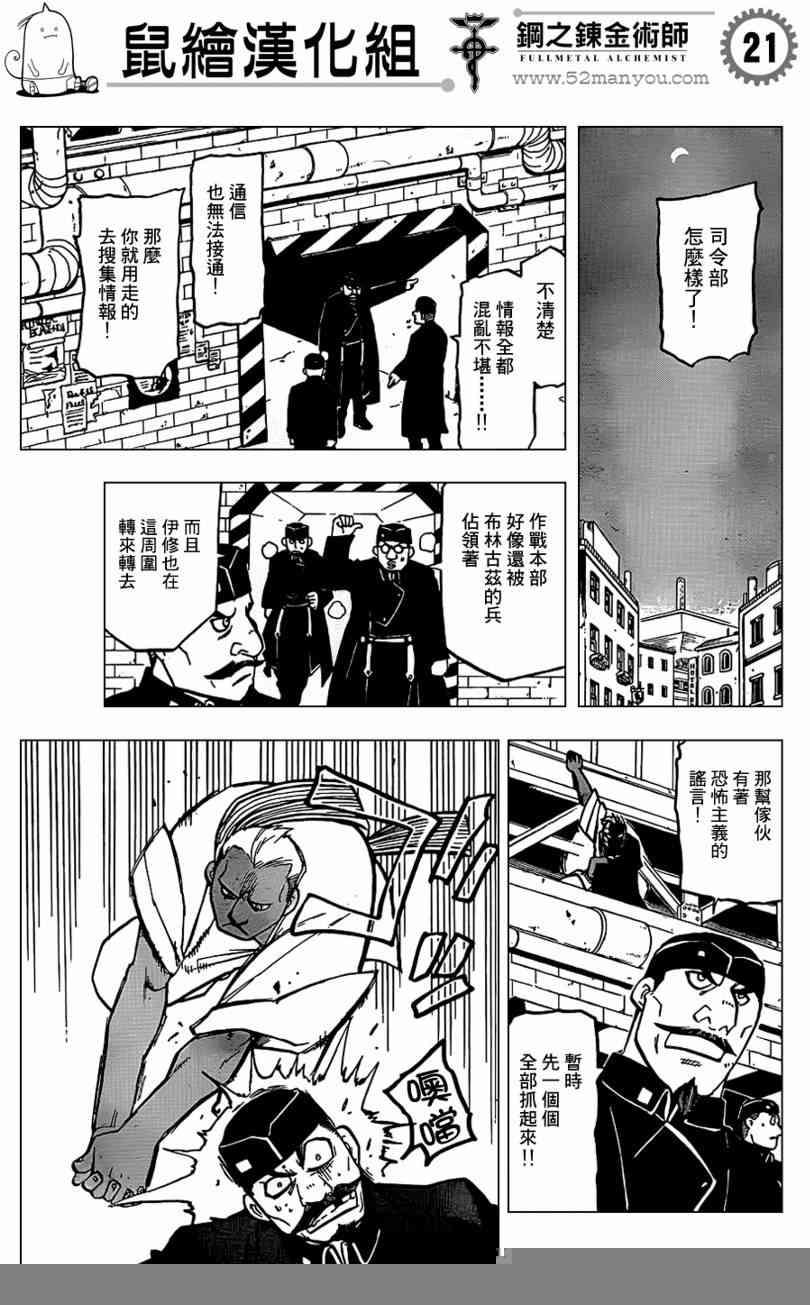 鼠繪漢化組
鋼之鍊金術師
FULLMETAL ALCHEMIST
www.52manyou.com
21
司令部
怎麼樣了！
不清楚
情報全都
混亂不堪……!!
通信
也無法接通！
那麼
你就用走的
去搜集情報！
作戰本部
好像還被
布林古茲的兵
佔領著
而且
伊修也在
這周圍
轉來轉去
HOTEL
那幫傢伙
有著
恐怖主義的
謠言！
暫時
先一個個
全部抓起來!!
噢噹